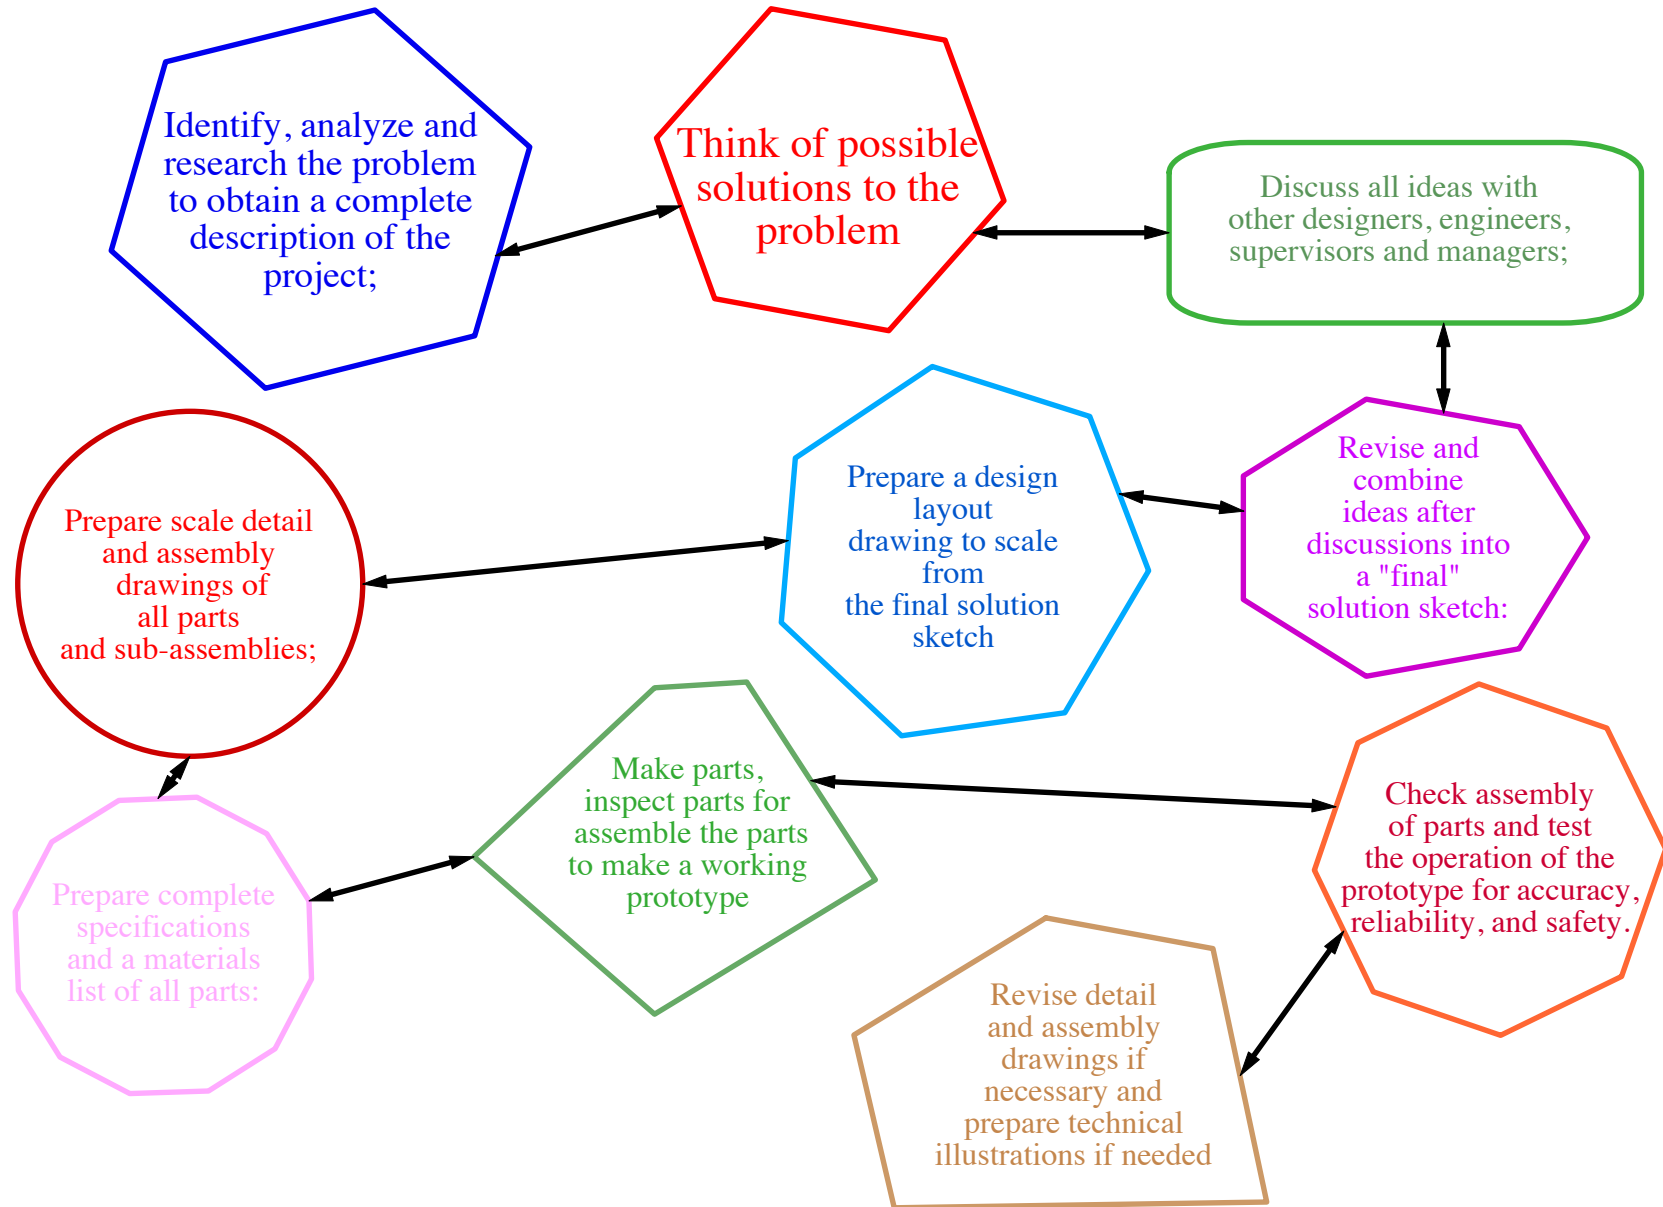 Identify, analyze and
research the problem
to obtain a complete
description of the
project;
Think of possible
solutions to the
problem
Discuss all ideas with
other designers, engineers,
supervisors and managers;
Revise and
combine
ideas after
discussions into
a "final"
solution sketch:
Prepare a design
layout
drawing to scale
from
the final solution
sketch
Prepare scale detail
and assembly
drawings of
all parts
and sub-assemblies;
Prepare complete
specifications
and a materials
list of all parts:
Make parts,
inspect parts for
assemble the parts
to make a working
prototype
Check assembly
of parts and test
the operation of the
prototype for accuracy,
reliability, and safety.
Revise detail
and assembly
drawings if
necessary and
prepare technical
illustrations if needed